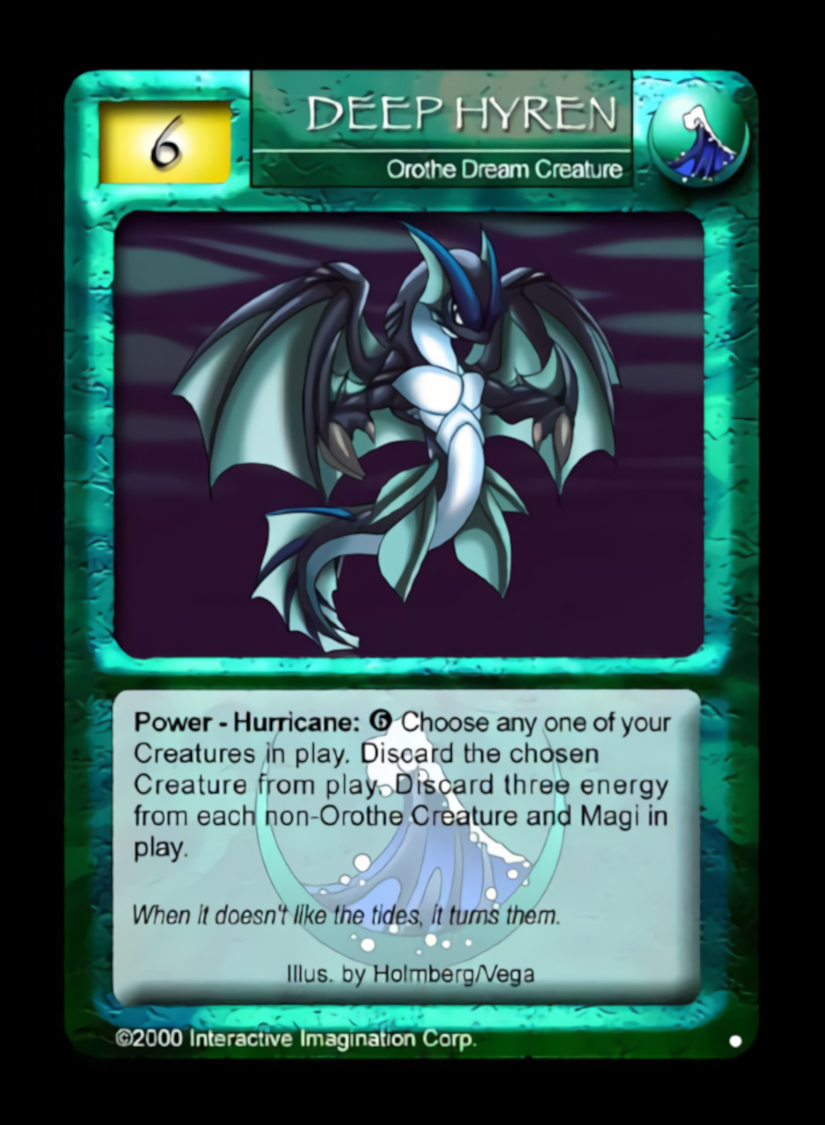 6
DEEP HYREN
Orothe Dream Creature
Power - Hurricane: 6 Choose any one of your
Creatures in play. Discard the chosen
Creature from play. Discard three energy
from each non-Orothe Creature and Magi in
play.
When it doesn't like the tides, it turns them.
Illus. by Holmberg/Vega
©2000 Interactive Imagination Corp.